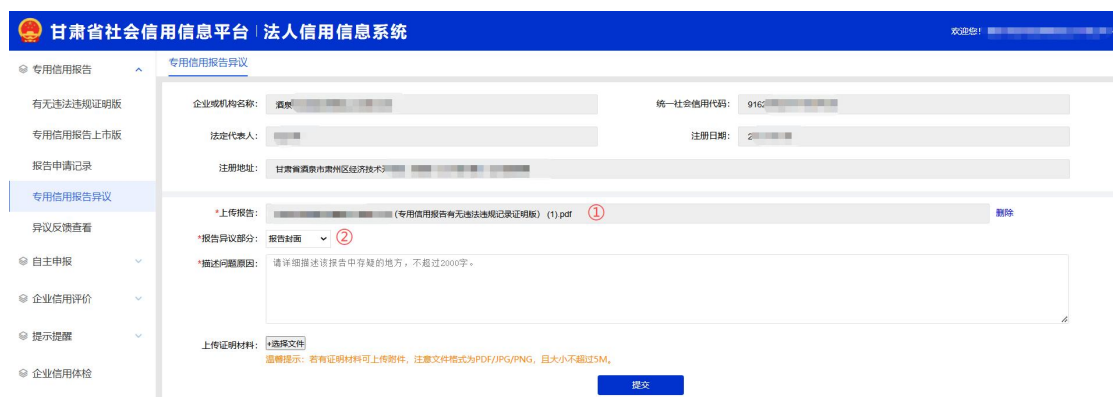 甘肃省社会信用信息平台 | 法人信用信息系统
欢迎您!
专用信用报告
有无违法违规证明版
专用信用报告上市版
报告申请记录
专用信用报告异议
异议反馈查看
自主申报
企业信用评价
提示提醒
企业信用体检
专用信用报告异议
企业或机构名称: 酒泉
统一社会信用代码: 9162
法定代表人:
注册日期: 2
注册地址: 甘肃省酒泉市肃州区经济技术
*上传报告: (专用信用报告有无违法违规记录证明版) (1).pdf ① 删除
*报告异议部分: 报告封面 ②
*描述问题原因: 请详细描述该报告中存疑的地方,不超过2000字。
上传证明材料: +选择文件
温馨提示:若有证明材料可上传附件,注意文件格式为PDF/JPG/PNG,且大小不超过5M。
提交